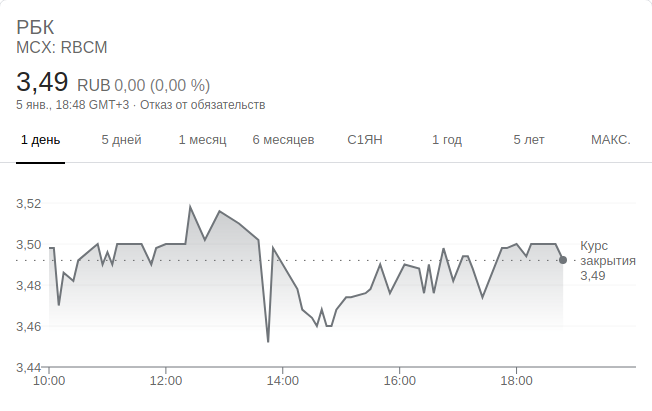 РБК
MCX: RBCM
3,49 RUB 0,00 (0,00 %)
5 янв., 18:48 GMT+3 · Отказ от обязательств
1 день 5 дней 1 месяц 6 месяцев С1ЯН 1 год 5 лет МАКС.
3,52
3,50
3,48
3,46
3,44
Курс
закрытия
3,49
10:00 12:00 14:00 16:00 18:00